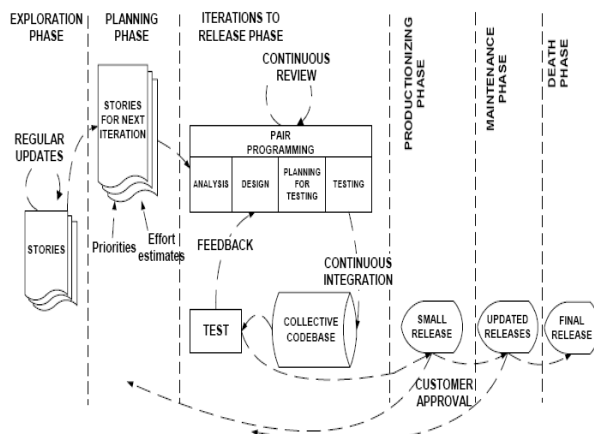 EXPLORATION
PHASE
PLANNING
PHASE
ITERATIONS TO
RELEASE PHASE
PRODUCTIONIZING
PHASE
MAINTENANCE
PHASE
DEATH
PHASE
CONTINUOUS
REVIEW
STORIES
FOR NEXT
ITERATION
REGULAR
UPDATES
PAIR
PROGRAMMING
ANALYSIS
DESIGN
PLANNING
FOR
TESTING
TESTING
STORIES
Priorities
Effort
estimates
FEEDBACK
CONTINUOUS
INTEGRATION
TEST
COLLECTIVE
CODEBASE
SMALL
RELEASE
UPDATED
RELEASES
FINAL
RELEASE
CUSTOMER
APPROVAL